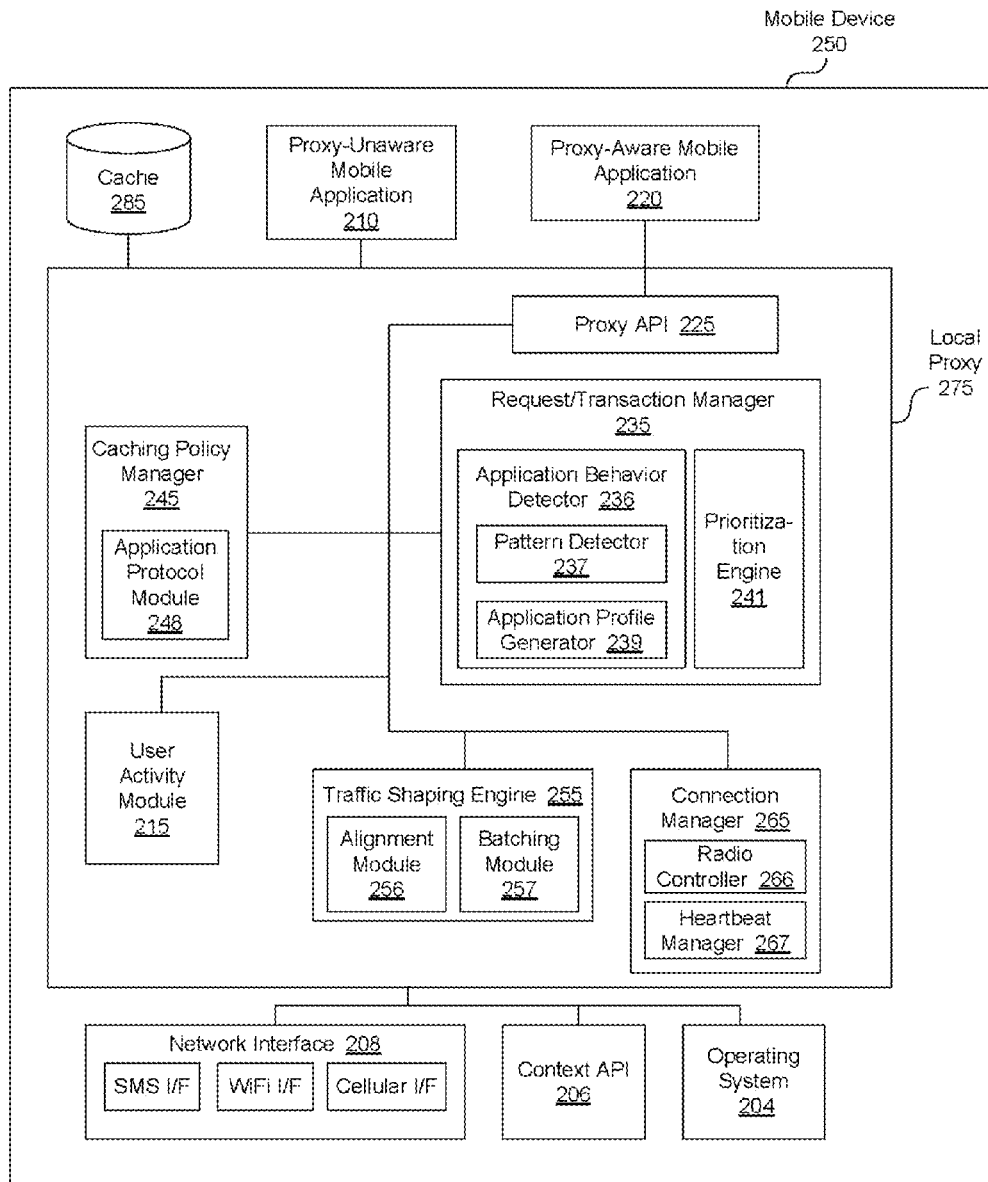 Mobile Device
250
Cache
285
Proxy-Unaware
Mobile
Application
210
Proxy-Aware Mobile
Application
220
Proxy API 225
Local
Proxy
275
Request/Transaction Manager
235
Caching Policy
Manager
245
Application
Protocol
Module
248
Application Behavior
Detector 236
Pattern Detector
237
Application Profile
Generator 239
Prioritiza-
tion
Engine
241
User
Activity
Module
215
Traffic Shaping Engine 255
Alignment
Module
256
Batching
Module
257
Connection
Manager 265
Radio
Controller 266
Heartbeat
Manager 267
Network Interface 208
SMS I/F
WiFi I/F
Cellular I/F
Context API
206
Operating
System
204